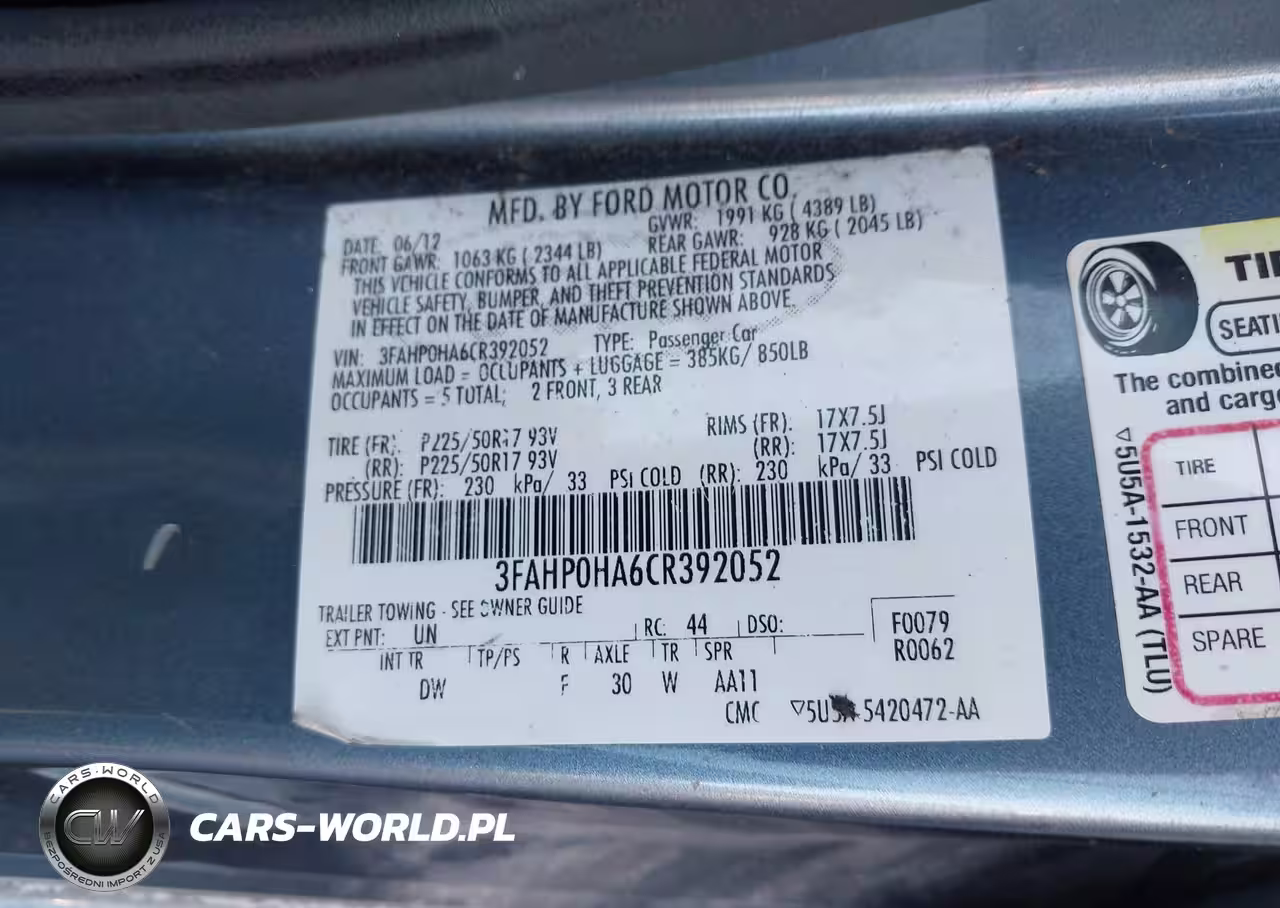 MFD. BY FORD MOTOR CO.
DATE: 06/12 GVWR: 1991 KG ( 4389 LB)
FRONT GAWR: 1063 KG ( 2344 LB) REAR GAWR: 928 KG ( 2045 LB)
THIS VEHICLE CONFORMS TO ALL APPLICABLE FEDERAL MOTOR
VEHICLE SAFETY, BUMPER, AND THEFT PREVENTION STANDARDS
IN EFFECT ON THE DATE OF MANUFACTURE SHOWN ABOVE.
VIN: 3FAHP0HA6CR392052 TYPE: Passenger Car
MAXIMUM LOAD = OCCUPANTS + LUGGAGE = 385KG/ 850LB
OCCUPANTS = 5 TOTAL; 2 FRONT, 3 REAR
TIRE (FR): P225/50R17 93V RIMS (FR): 17X7.5J
(RR): P225/50R17 93V (RR): 17X7.5J
PRESSURE (FR): 230 kPa/ 33 PSI COLD (RR): 230 kPa/ 33 PSI COLD
3FAHP0HA6CR392052
TRAILER TOWING - SEE OWNER GUIDE
EXT PNT: UN RC: 44 DSO: F0079
R0062
INT TR TP/PS R AXLE TR SPR
DW F 30 W AA11
CMC 5420472-AA
The combined
TIRE
FRONT
REAR
SPARE
5U5A-1532-AA (TLU)
CARS-WORLD
CW
BEZPOŚREDNI IMPORT Z USA
CARS-WORLD.PL